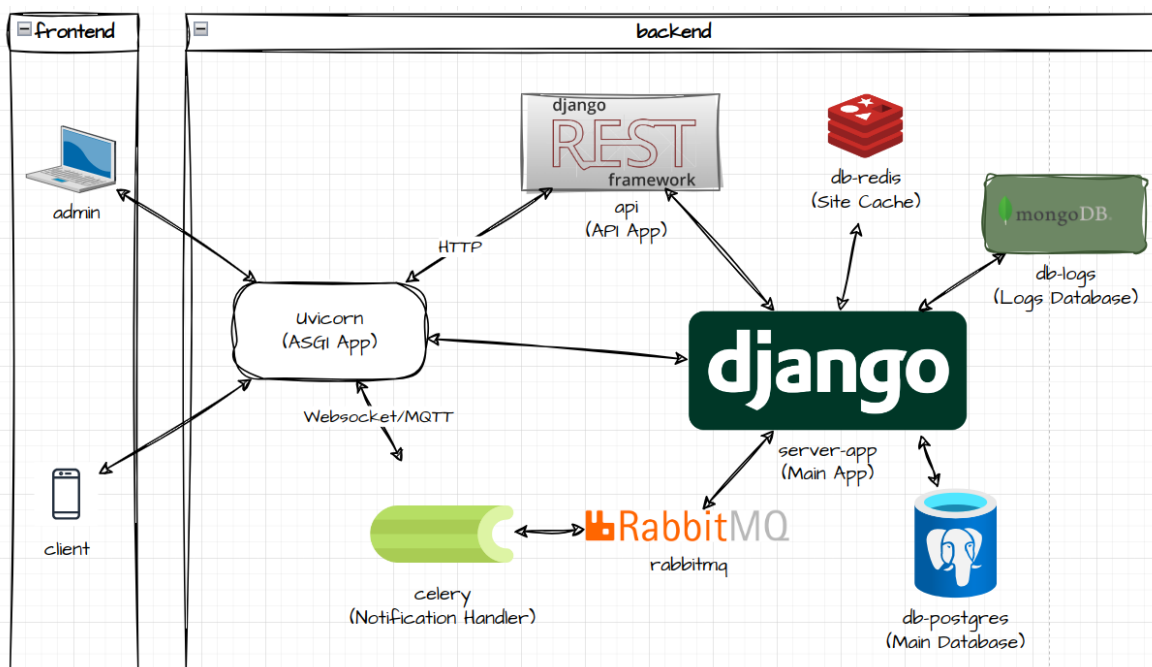 frontend
backend
django
REST
framework
api
(API App)
db-redis
(Site Cache)
mongoDB.
db-logs
(Logs Database)
admin
HTTP
Uvicorn
(ASGI App)
django
Websocket/MQTT
server-app
(Main App)
client
RabbitMQ
rabbitmq
celery
(Notification Handler)
db-postgres
(Main Database)